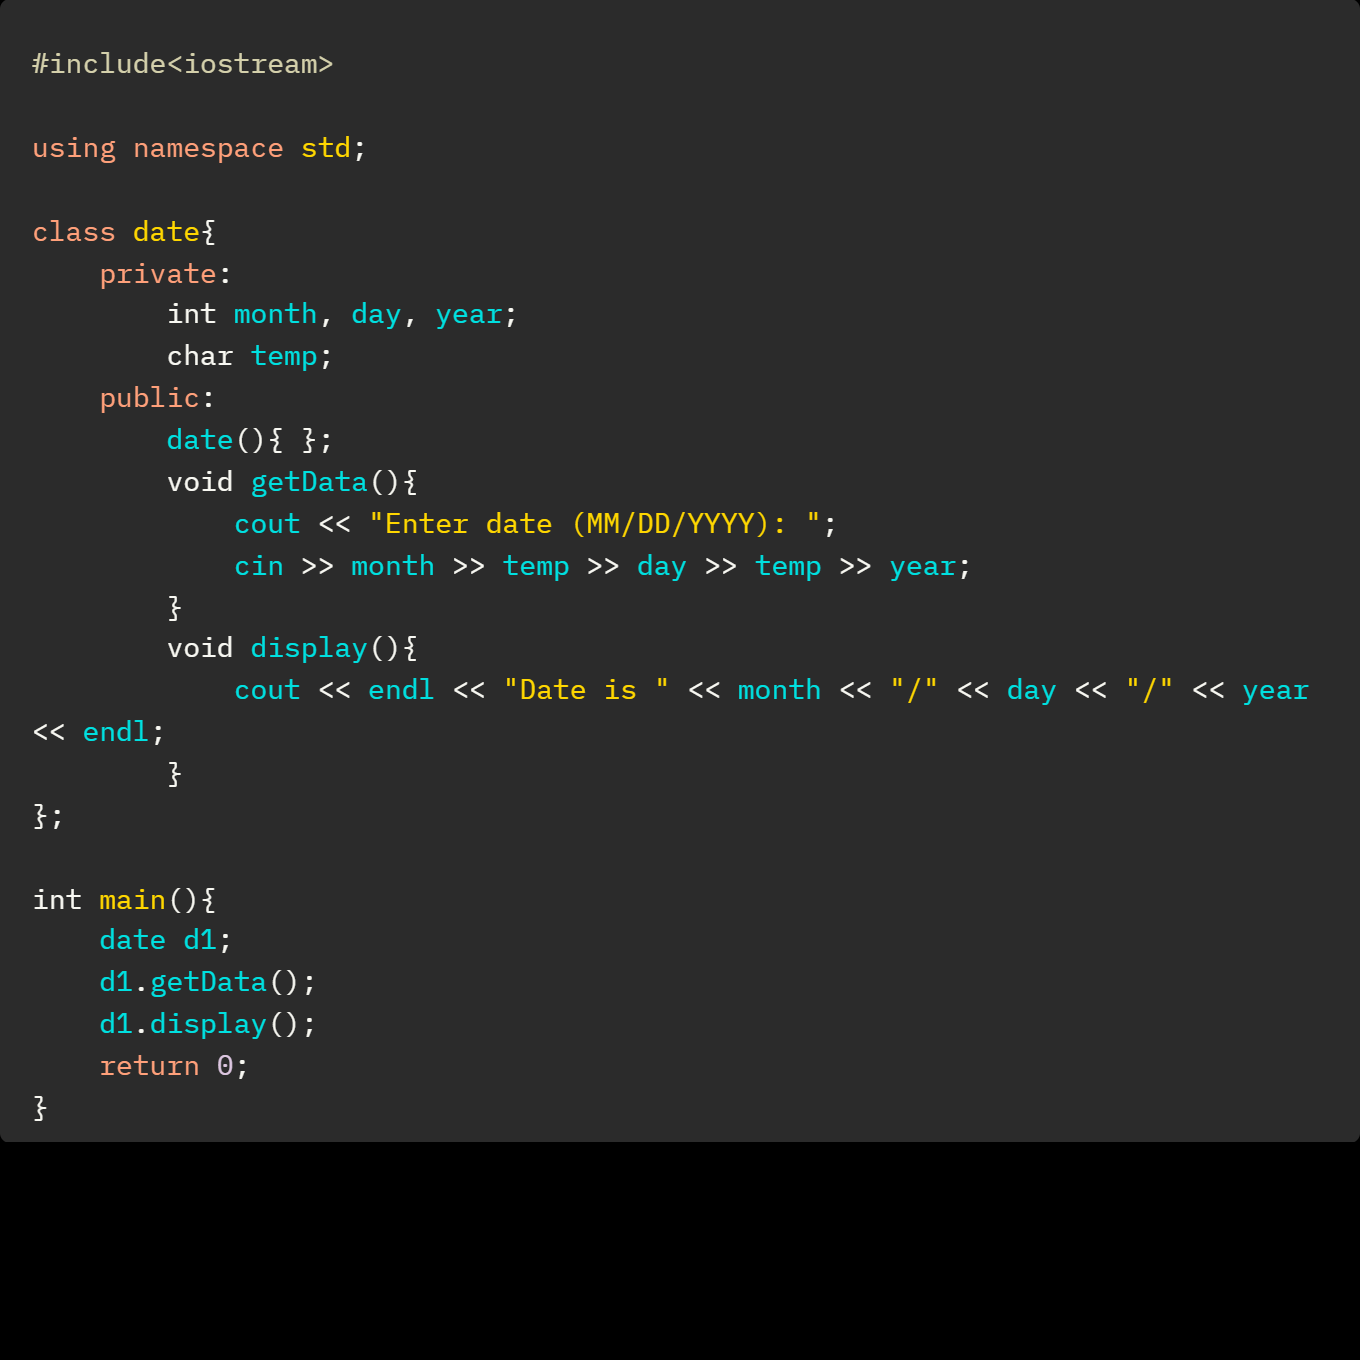 #include<iostream>
using namespace std;
class date{
    private:
        int month, day, year;
        char temp;
    public:
        date(){ };
        void getData(){
            cout << "Enter date (MM/DD/YYYY): ";
            cin >> month >> temp >> day >> temp >> year;
        }
        void display(){
            cout << endl << "Date is " << month << "/" << day << "/" << year
<< endl;
        }
};
int main(){
    date d1;
    d1.getData();
    d1.display();
    return 0;
}